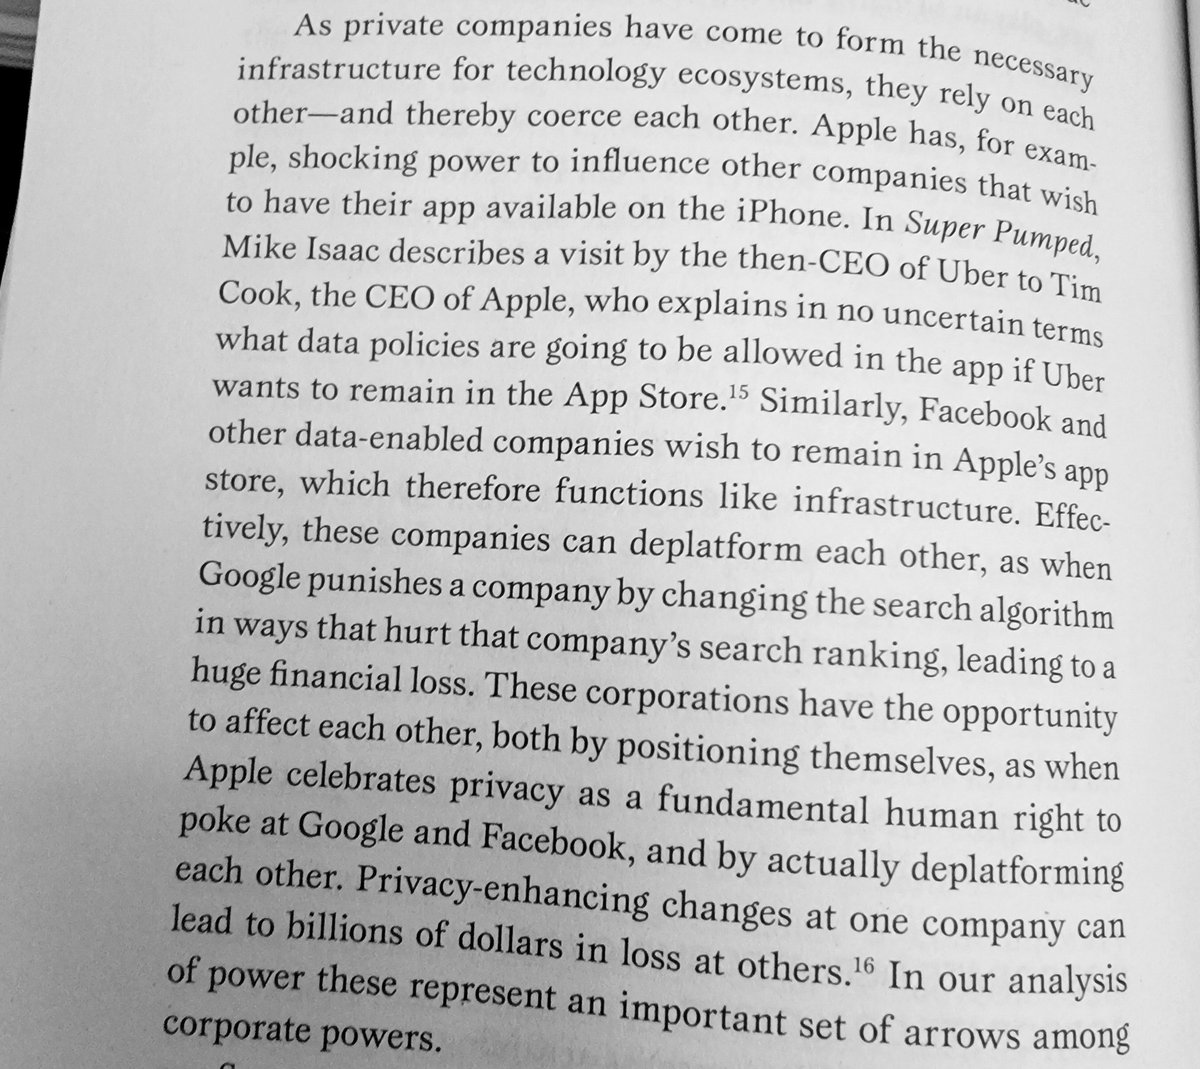 As private companies have come to form the necessary
infrastructure for technology ecosystems, they rely on each
other—and thereby coerce each other. Apple has, for exam-
ple, shocking power to influence other companies that wish
to have their app available on the iPhone. In Super Pumped,
Mike Isaac describes a visit by the then-CEO of Uber to Tim
Cook, the CEO of Apple, who explains in no uncertain terms
what data policies are going to be allowed in the app if Uber
wants to remain in the App Store.15 Similarly, Facebook and
other data-enabled companies wish to remain in Apple’s app
store, which therefore functions like infrastructure. Effec-
tively, these companies can deplatform each other, as when
Google punishes a company by changing the search algorithm
in ways that hurt that company’s search ranking, leading to a
huge financial loss. These corporations have the opportunity
to affect each other, both by positioning themselves, as when
Apple celebrates privacy as a fundamental human right to
poke at Google and Facebook, and by actually deplatforming
each other. Privacy-enhancing changes at one company can
lead to billions of dollars in loss at others.16 In our analysis
of power these represent an important set of arrows among
corporate powers.